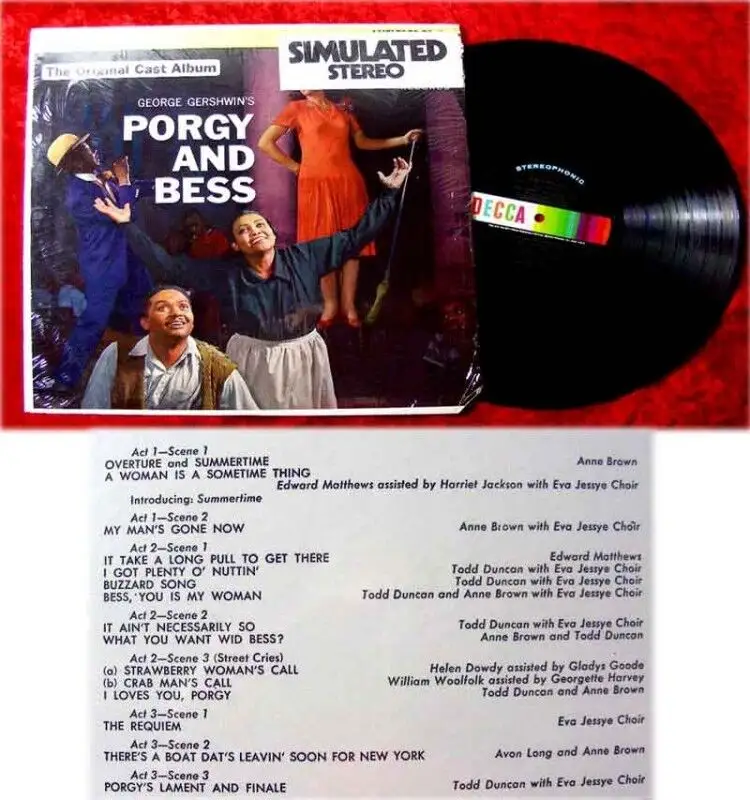 SIMULATED
STEREO
The Original Cast Album
GEORGE GERSHWIN'S
PORGY
AND
BESS
STEREOPHONIC
DECCA
Act 1—Scene 1
OVERTURE and SUMMERTIME Anne Brown
A WOMAN IS A SOMETIME THING
Edward Matthews assisted by Harriet Jackson with Eva Jessye Choir
Introducing: Summertime
Act 1—Scene 2
MY MAN'S GONE NOW Anne Brown with Eva Jessye Choir
Act 2—Scene 1
IT TAKE A LONG PULL TO GET THERE Edward Matthews
I GOT PLENTY O' NUTTIN' Todd Duncan with Eva Jessye Choir
BUZZARD SONG Todd Duncan with Eva Jessye Choir
BESS, YOU IS MY WOMAN Todd Duncan and Anne Brown with Eva Jessye Choir
Act 2—Scene 2
IT AIN'T NECESSARILY SO Todd Duncan with Eva Jessye Choir
WHAT YOU WANT WID BESS? Anne Brown and Todd Duncan
Act 2—Scene 3 (Street Cries)
(a) STRAWBERRY WOMAN'S CALL Helen Dowdy assisted by Gladys Goode
(b) CRAB MAN'S CALL William Woolfolk assisted by Georgette Harvey
I LOVES YOU, PORGY Todd Duncan and Anne Brown
Act 3—Scene 1
THE REQUIEM Eva Jessye Choir
Act 3—Scene 2
THERE'S A BOAT DAT'S LEAVIN' SOON FOR NEW YORK Avon Long and Anne Brown
Act 3—Scene 3
PORGY'S LAMENT AND FINALE Todd Duncan with Eva Jessye Choir